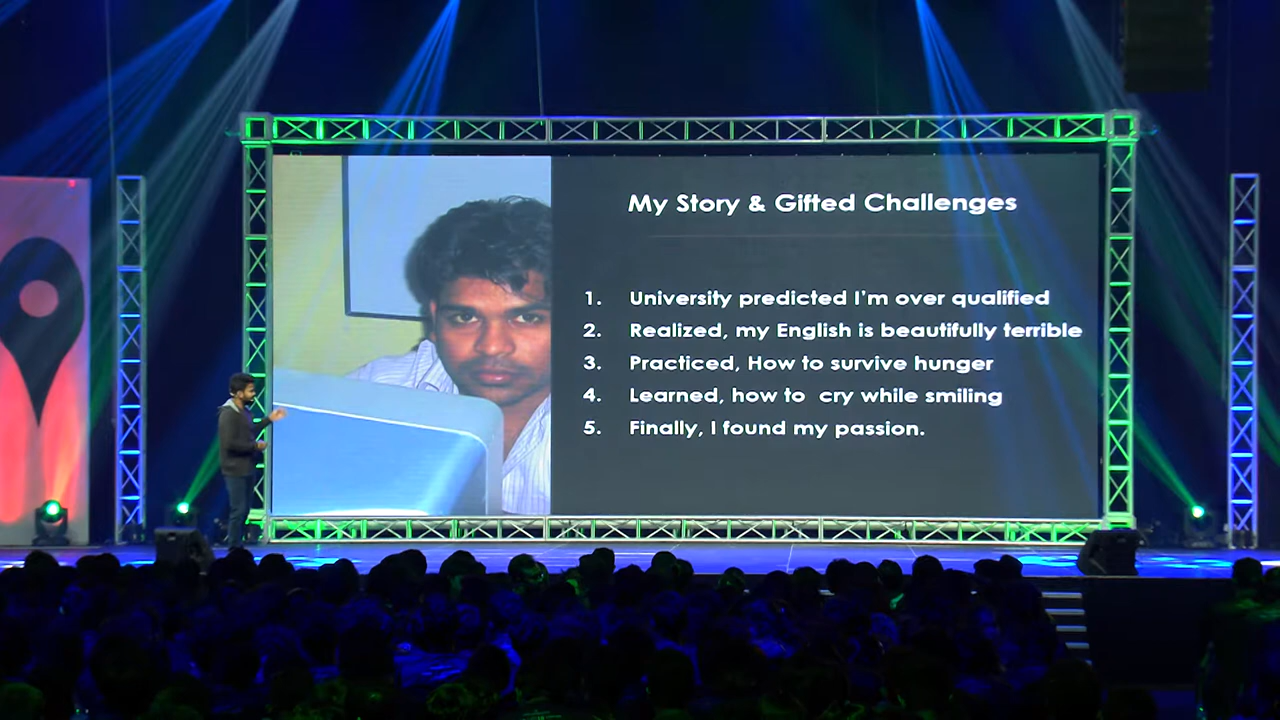 My Story & Gifted Challenges
1. University predicted I'm over qualified
2. Realized, my English is beautifully terrible
3. Practiced, How to survive hunger
4. Learned, how to cry while smiling
5. Finally, I found my passion.